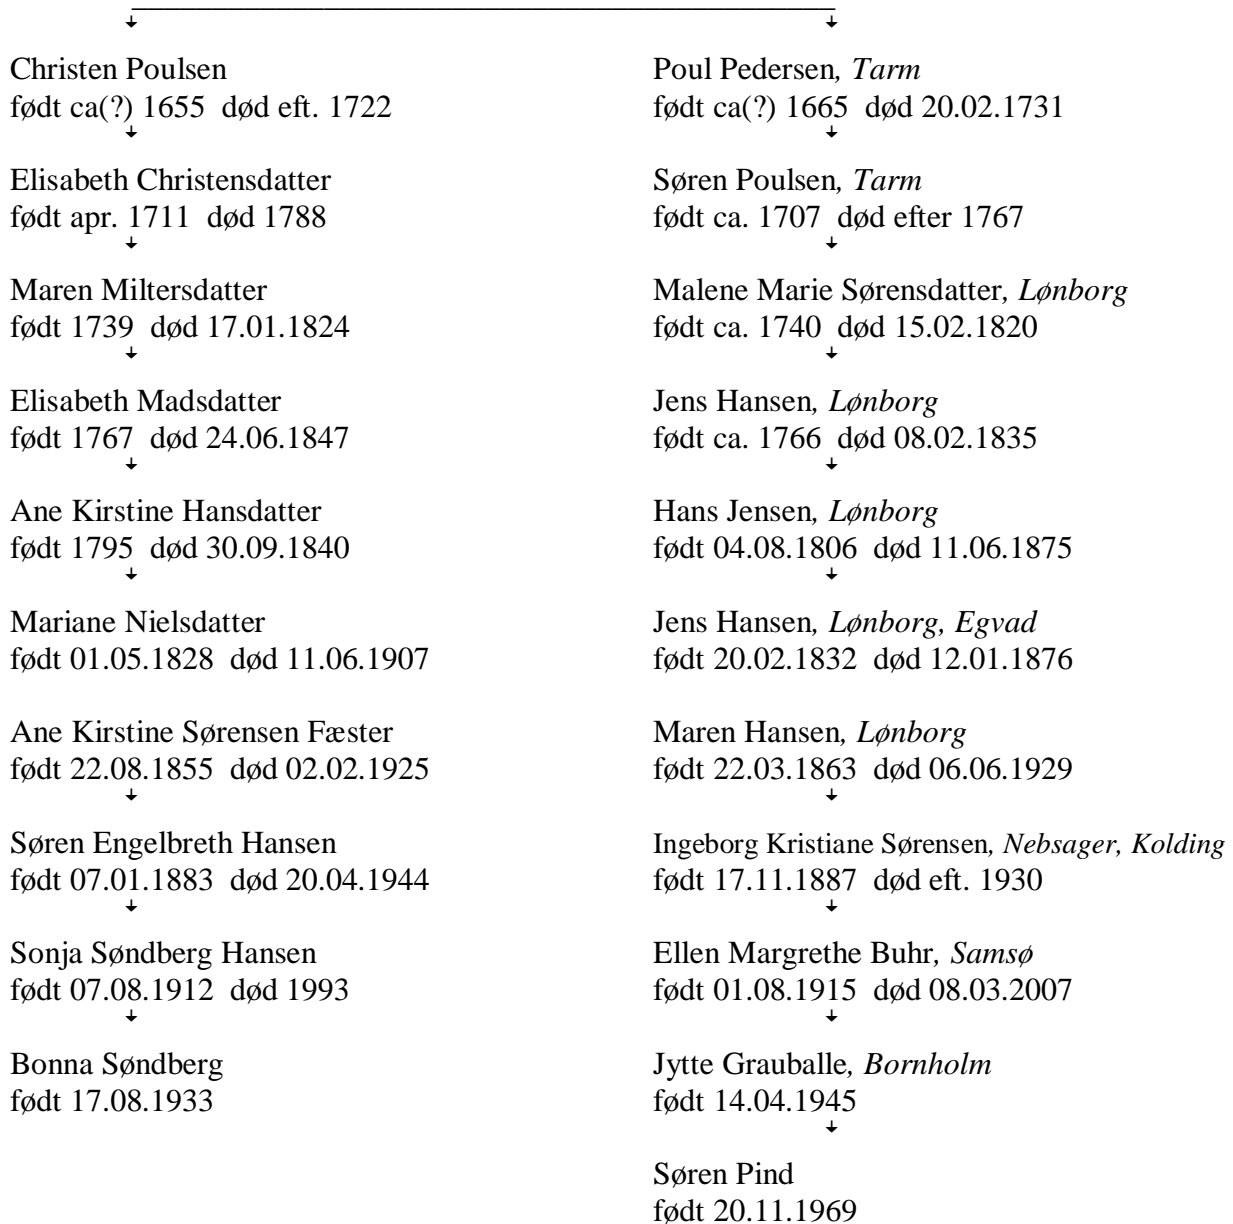 Christen Poulsen
født ca(?) 1655 død eft. 1722
Elisabeth Christensdatter
født apr. 1711 død 1788
Maren Miltersdatter
født 1739 død 17.01.1824
Elisabeth Madsdatter
født 1767 død 24.06.1847
Ane Kirstine Hansdatter
født 1795 død 30.09.1840
Mariane Nielsdatter
født 01.05.1828 død 11.06.1907
Ane Kirstine Sørensen Fæster
født 22.08.1855 død 02.02.1925
Søren Engelbreth Hansen
født 07.01.1883 død 20.04.1944
Sonja Søndberg Hansen
født 07.08.1912 død 1993
Bonna Søndberg
født 17.08.1933
Poul Pedersen, Tarm
født ca(?) 1665 død 20.02.1731
Søren Poulsen, Tarm
født ca. 1707 død efter 1767
Malene Marie Sørensdatter, Lønborg
født ca. 1740 død 15.02.1820
Jens Hansen, Lønborg
født ca. 1766 død 08.02.1835
Hans Jensen, Lønborg
født 04.08.1806 død 11.06.1875
Jens Hansen, Lønborg, Egvad
født 20.02.1832 død 12.01.1876
Maren Hansen, Lønborg
født 22.03.1863 død 06.06.1929
Ingeborg Kristiane Sørensen, Nebsager, Kolding
født 17.11.1887 død eft. 1930
Ellen Margrethe Buhr, Samsø
født 01.08.1915 død 08.03.2007
Jytte Grauballe, Bornholm
født 14.04.1945
Søren Pind
født 20.11.1969